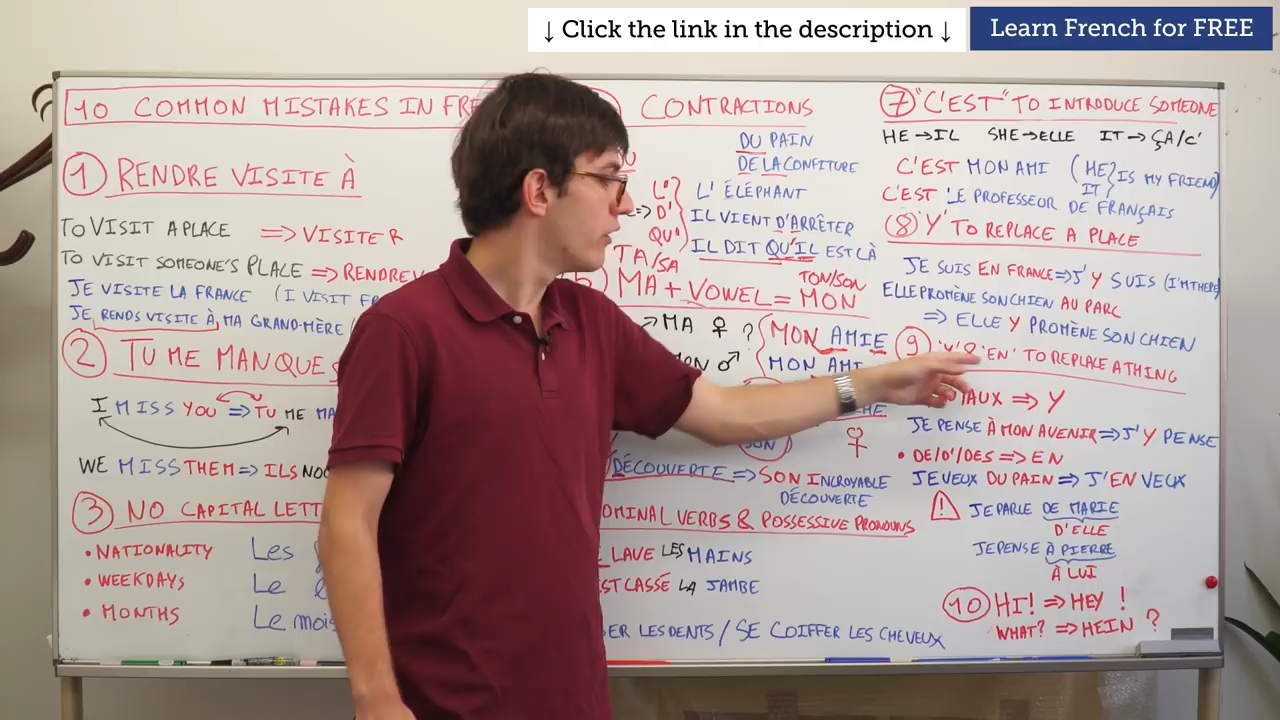 ↓ Click the link in the description ↓
Learn French for FREE
10 COMMON MISTAKES IN FRE
① RENDRE VISITE À
TO VISIT A PLACE => VISITER
TO VISIT SOMEONE'S PLACE => RENDRE V
JE VISITE LA FRANCE (I VISIT FR
JE RENDS VISITE À MA GRAND-MÈRE (
② TU ME MANQUES
I MISS YOU => TU ME MA
WE MISS THEM => ILS NO
③ NO CAPITAL LETT
• NATIONALITY Les
• WEEKDAYS Le
• MONTHS Le mois
CONTRACTIONS
DU PAIN
DE LA CONFITURE
L' L' ÉLÉPHANT
=> D' IL VIENT D'ARRÊTER
QU' IL DIT QU'IL EST LÀ
TA/SA TON/SON
MA + VOWEL = MON
→ MA ♀ ? MON AMIE
MON ♂ MON AMI
SON
♀
DÉCOUVERTE => SON INCROYABLE
DÉCOUVERTE
OMINAL VERBS & POSSESSIVE PRONOUNS
LAVE LES MAINS
EST CASSÉ LA JAMBE
ER LES DENTS / SE COIFFER LES CHEVEUX
⑦ "C'EST" TO INTRODUCE SOMEONE
HE → IL SHE → ELLE IT → ÇA/C'
C'EST MON AMI (HE IS MY FRIEND)
IT
C'EST LE PROFESSEUR DE FRANÇAIS
⑧ 'Y' TO REPLACE A PLACE
JE SUIS EN FRANCE => J'Y SUIS (I'M THERE)
ELLE PROMÈNE SON CHIEN AU PARC
=> ELLE Y PROMÈNE SON CHIEN
⑨ 'Y' & 'EN' TO REPLACE A THING
/AUX => Y
JE PENSE À MON AVENIR => J'Y PENSE
• DE/D'/DES => EN
JE VEUX DU PAIN => J'EN VEUX
⚠ JE PARLE DE MARIE
D'ELLE
JE PENSE À PIERRE
À LUI
⑩ HI! => HEY !
WHAT? => HEIN ?